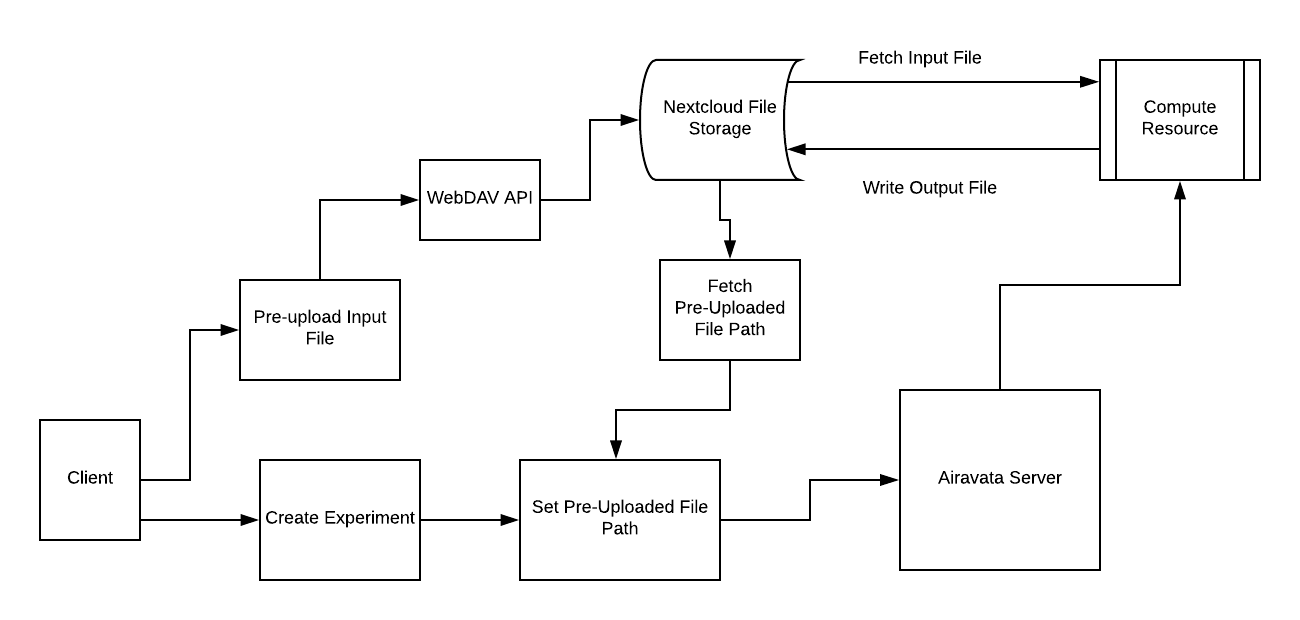 Fetch Input File
Nextcloud File
Storage
Compute
Resource
Write Output File
WebDAV API
Fetch
Pre-Uploaded
File Path
Pre-upload Input
File
Client
Create Experiment
Set Pre-Uploaded File
Path
Airavata Server